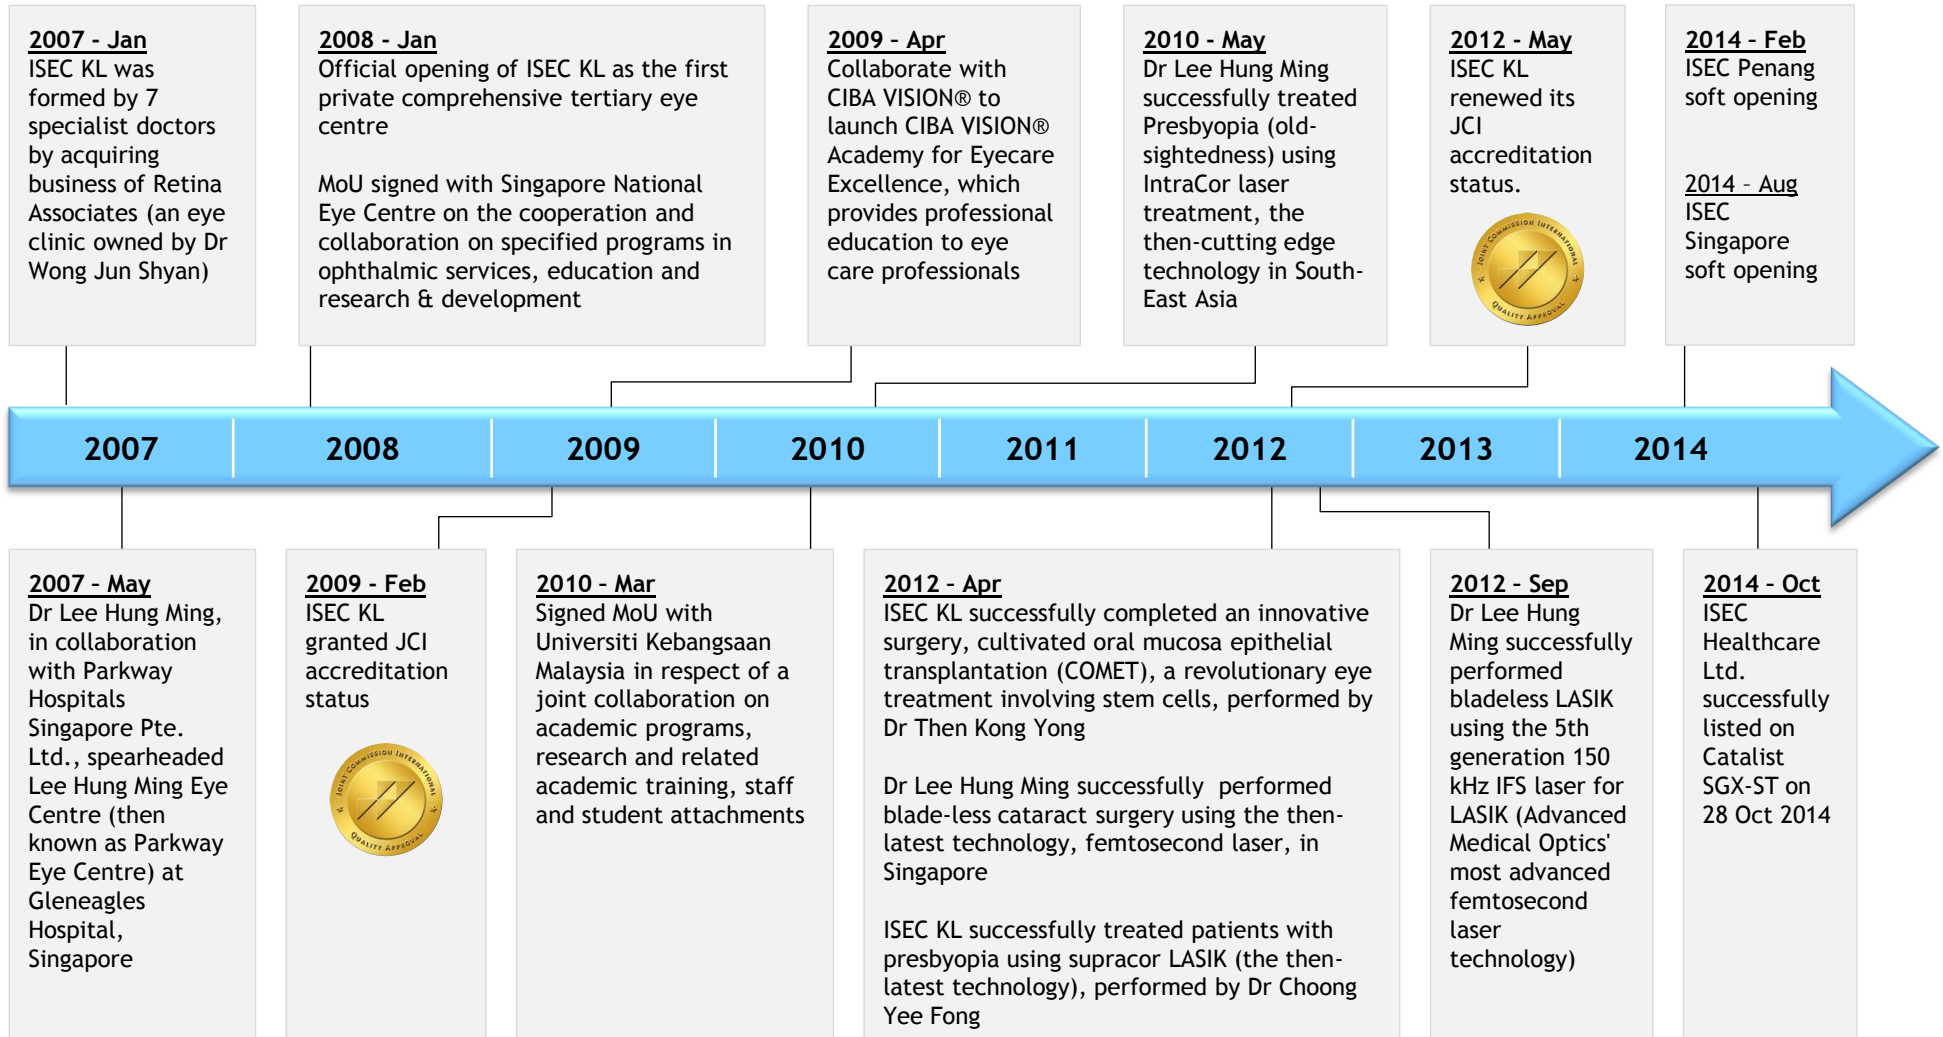 2007 - Jan
ISEC KL was
formed by 7
specialist doctors
by acquiring
business of Retina
Associates (an eye
clinic owned by Dr
Wong Jun Shyan)
2008 - Jan
Official opening of ISEC KL as the first
private comprehensive tertiary eye
centre
MoU signed with Singapore National
Eye Centre on the cooperation and
collaboration on specified programs in
ophthalmic services, education and
research & development
2009 – Apr
Collaborate with
CIBA VISION® to
launch CIBA VISION®
Academy for Eyecare
Excellence, which
provides professional
education to eye
care professionals
2010 - May
Dr Lee Hung Ming
successfully treated
Presbyopia (old-
sightedness) using
IntraCor laser
treatment, the
then-cutting edge
technology in South-
East Asia
2012 - May
ISEC KL
renewed its
JCI
accreditation
status.
JOINT COMMISSION INTERNATIONAL
QUALITY APPROVAL
2014 – Feb
ISEC Penang
soft opening
2014 – Aug
ISEC
Singapore
soft opening
2007
2008
2009
2010
2011
2012
2013
2014
2007 – May
Dr Lee Hung Ming,
in collaboration
with Parkway
Hospitals
Singapore Pte.
Ltd., spearheaded
Lee Hung Ming Eye
Centre (then
known as Parkway
Eye Centre) at
Gleneagles
Hospital,
Singapore
2009 - Feb
ISEC KL
granted JCI
accreditation
status
JOINT COMMISSION INTERNATIONAL
QUALITY APPROVAL
2010 – Mar
Signed MoU with
Universiti Kebangsaan
Malaysia in respect of a
joint collaboration on
academic programs,
research and related
academic training, staff
and student attachments
2012 – Apr
ISEC KL successfully completed an innovative
surgery, cultivated oral mucosa epithelial
transplantation (COMET), a revolutionary eye
treatment involving stem cells, performed by
Dr Then Kong Yong
Dr Lee Hung Ming successfully performed
blade-less cataract surgery using the then-
latest technology, femtosecond laser, in
Singapore
ISEC KL successfully treated patients with
presbyopia using supracor LASIK (the then-
latest technology), performed by Dr Choong
Yee Fong
2012 – Sep
Dr Lee Hung
Ming successfully
performed
bladeless LASIK
using the 5th
generation 150
kHz IFS laser for
LASIK (Advanced
Medical Optics'
most advanced
femtosecond
laser
technology)
2014 – Oct
ISEC
Healthcare
Ltd.
successfully
listed on
Catalist
SGX-ST on
28 Oct 2014